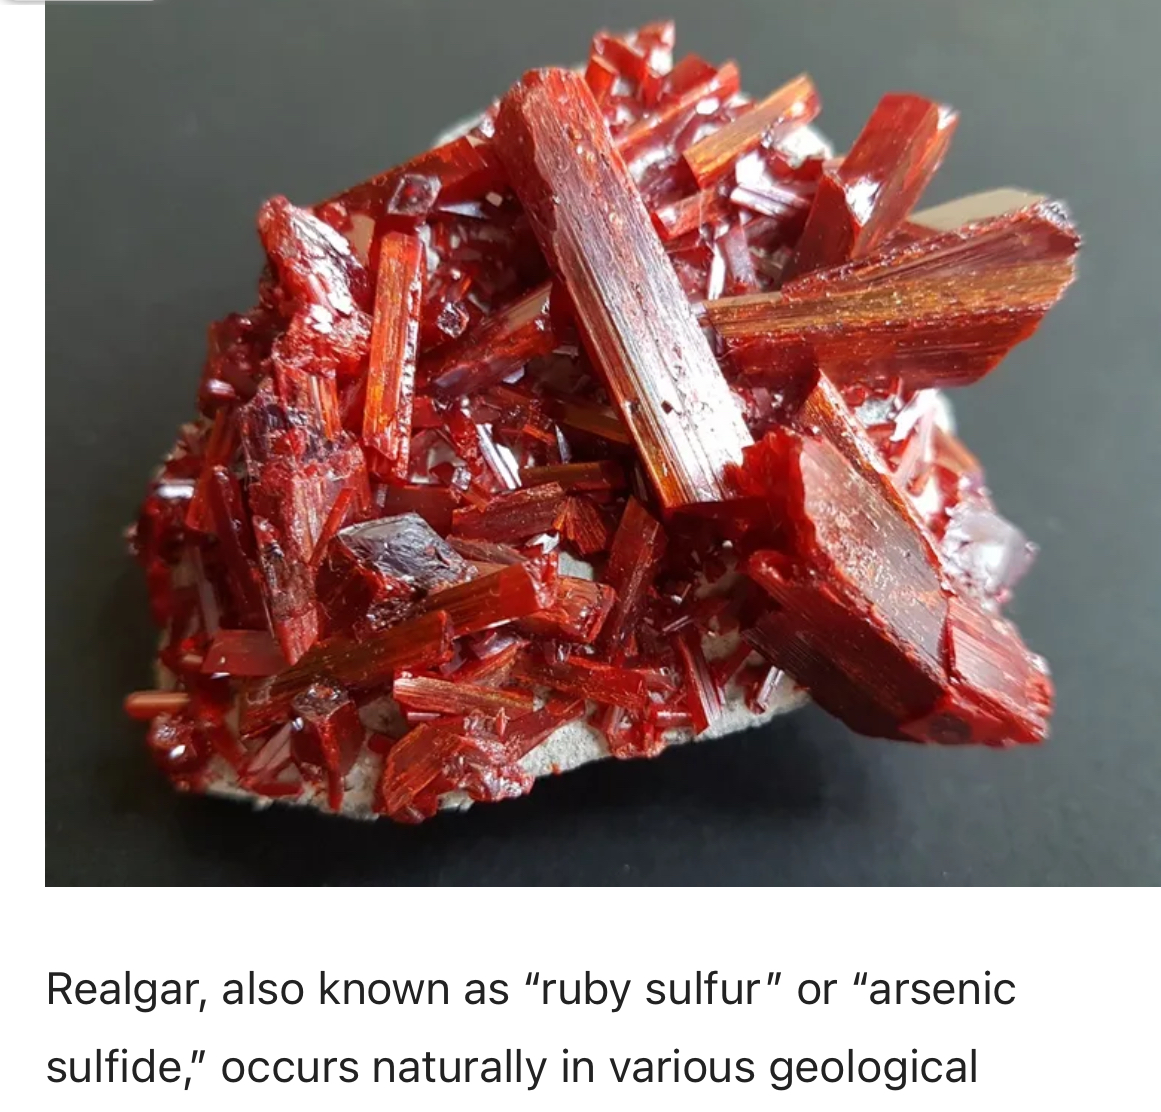 Realgar, also known as “ruby sulfur” or “arsenic
sulfide,” occurs naturally in various geological